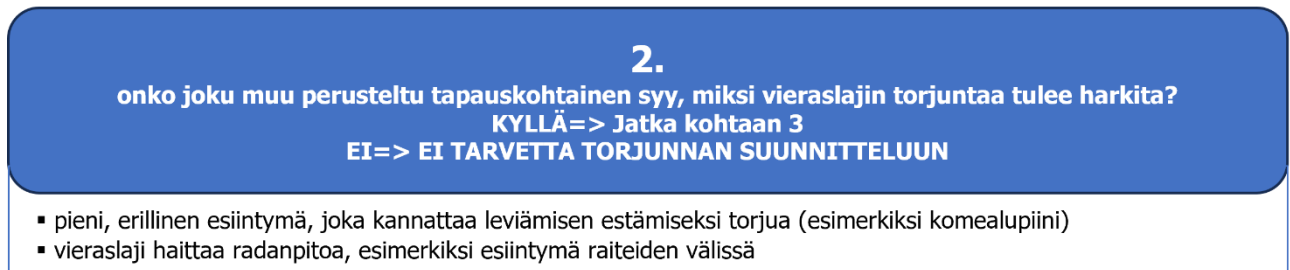 2.
onko joku muu perusteltu tapauskohtainen syy, miksi vieraslajin torjuntaa tulee harkita?
KYLLÄ=> Jatka kohtaan 3
EI=> EI TARVETTA TORJUNNAN SUUNNITTELUUN
▪ pieni, erillinen esiintymä, joka kannattaa leviämisen estämiseksi torjua (esimerkiksi komealupiini)
▪ vieraslaji haittaa radanpitoa, esimerkiksi esiintymä raiteiden välissä